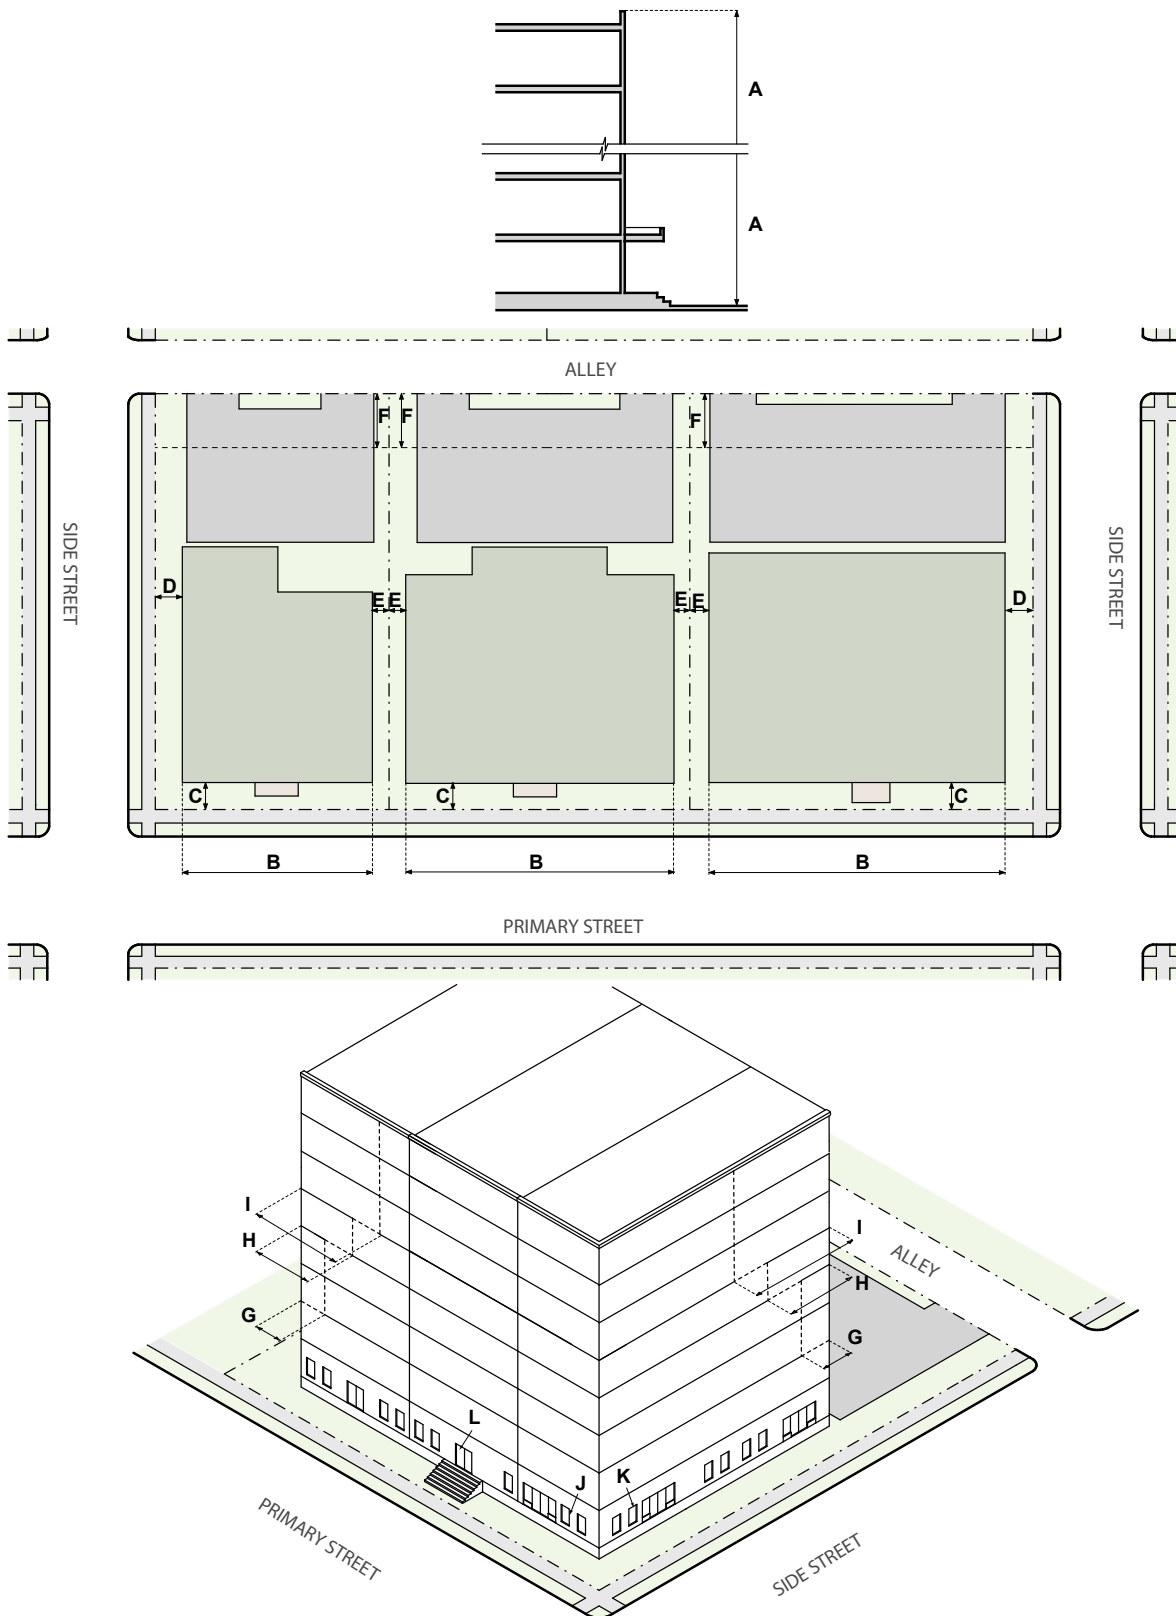 A
A
ALLEY
F F F
SIDE STREET
SIDE STREET
D
E E E E D
C C C
B B B
PRIMARY STREET
I
I
H
ALLEY
H
G
G
L
K
J
PRIMARY STREET
SIDE STREET